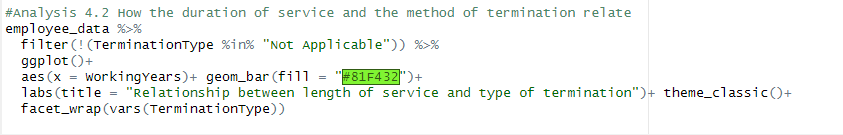 #Analysis 4.2 How the duration of service and the method of termination relate
employee_data %>%
filter(!(TerminationType %in% "Not Applicable")) %>%
ggplot()+
aes(x = WorkingYears)+ geom_bar(fill = "#81F432")+
labs(title = "Relationship between length of service and type of termination")+ theme_classic()+
facet_wrap(vars(TerminationType))